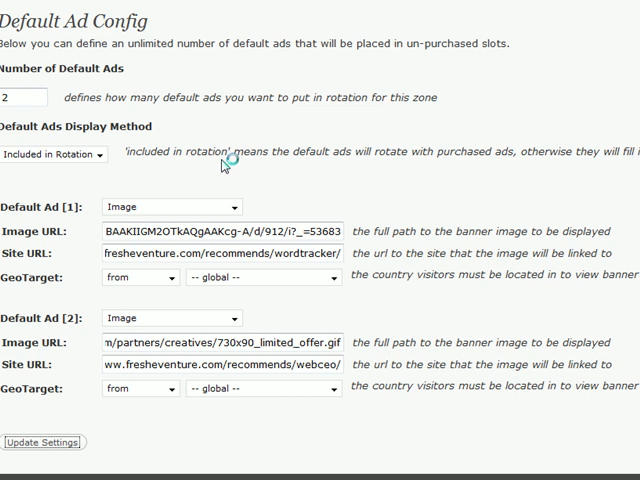 Default Ad Config
Below you can define an unlimited number of default ads that will be placed in un-purchased slots.
Number of Default Ads
2 defines how many default ads you want to put in rotation for this zone
Default Ads Display Method
Included in Rotation 'included in rotation' means the default ads will rotate with purchased ads, otherwise they will fill i
Default Ad [1]: Image
Image URL: BAAKIIGM2OTkAQgAAKcg-A/d/912/i?_=53683 the full path to the banner image to be displayed
Site URL: fresheventure.com/recommends/wordtracker/ the url to the site that the image will be linked to
GeoTarget: from -- global -- the country visitors must be located in to view banner
Default Ad [2]: Image
Image URL: n/partners/creatives/730x90_limited_offer.gif the full path to the banner image to be displayed
Site URL: ww.fresheventure.com/recommends/webceo/ the url to the site that the image will be linked to
GeoTarget: from -- global -- the country visitors must be located in to view banner
Update Settings